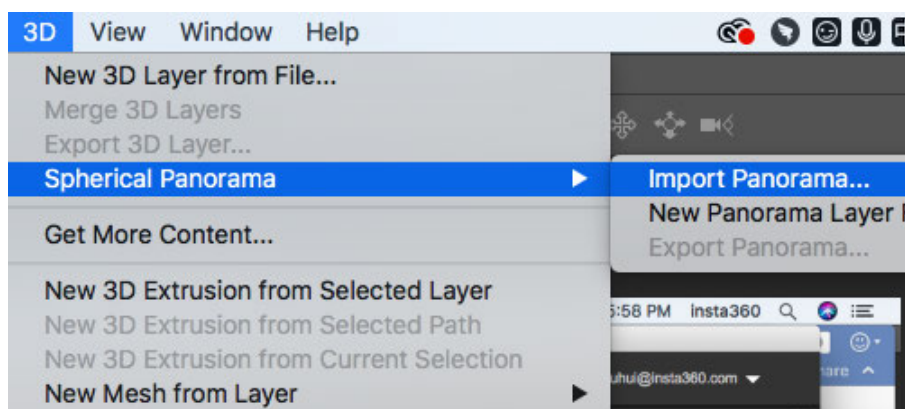 3D View Window Help
New 3D Layer from File...
Merge 3D Layers
Export 3D Layer...
Spherical Panorama
Import Panorama...
New Panorama Layer
Export Panorama...
Get More Content...
New 3D Extrusion from Selected Layer
New 3D Extrusion from Selected Path
New 3D Extrusion from Current Selection
New Mesh from Layer
:58 PM insta360
uhui@insta360.com
are